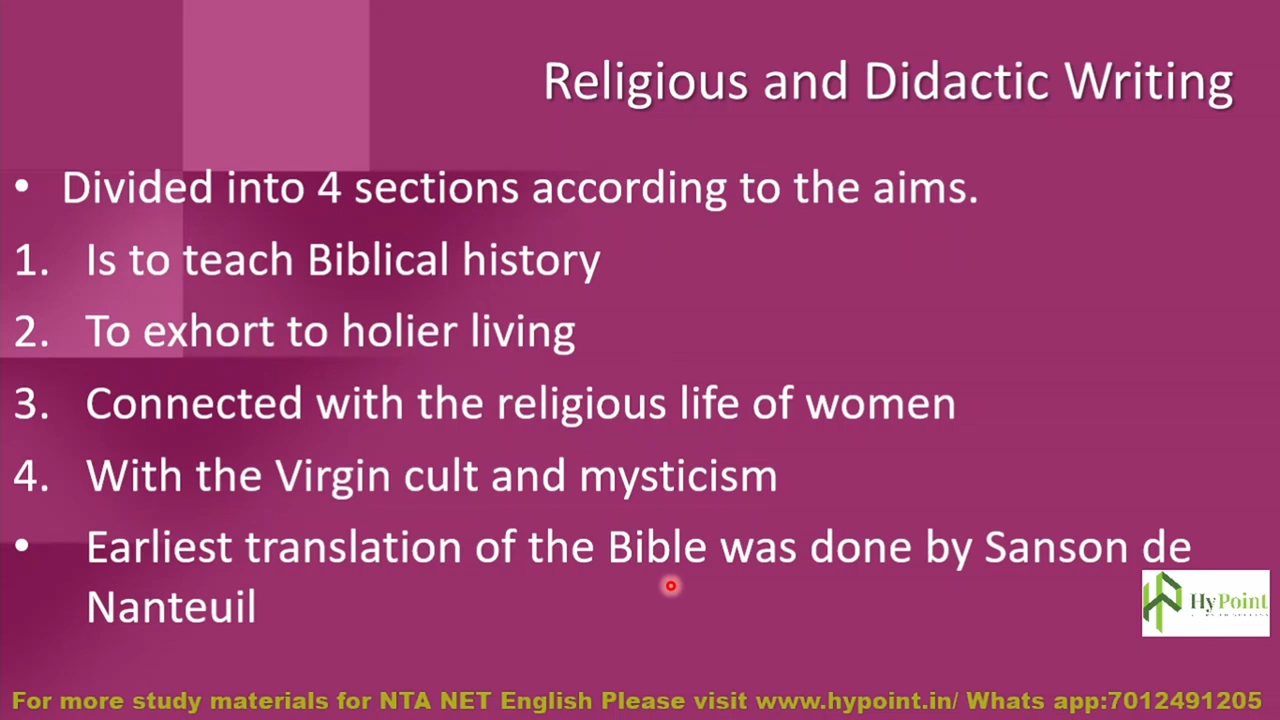 Religious and Didactic Writing
• Divided into 4 sections according to the aims.
1. Is to teach Biblical history
2. To exhort to holier living
3. Connected with the religious life of women
4. With the Virgin cult and mysticism
• Earliest translation of the Bible was done by Sanson de
Nanteuil
HyPoint
For more study materials for NTA NET English Please visit www.hypoint.in/ Whats app:7012491205